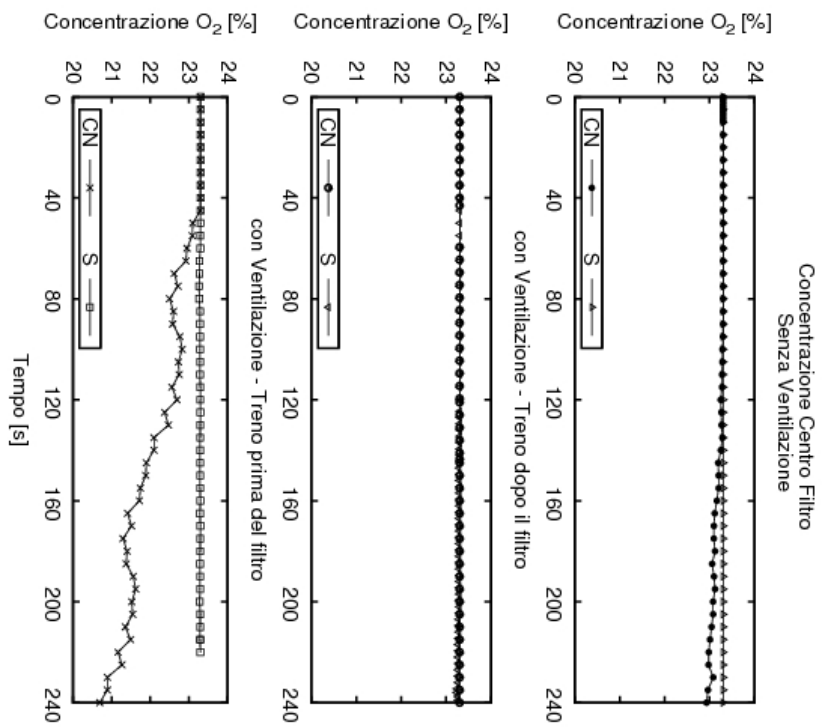 Concentrazione Centro Filtro
Senza Ventilazione
Concentrazione O2 [%]
24
23
22
21
20
CN
S
0
40
80
120
160
200
240
con Ventilazione - Treno dopo il filtro
Concentrazione O2 [%]
24
23
22
21
20
CN
S
0
40
80
120
160
200
240
con Ventilazione - Treno prima del filtro
Concentrazione O2 [%]
24
23
22
21
20
CN
S
0
40
80
120
160
200
240
Tempo [s]